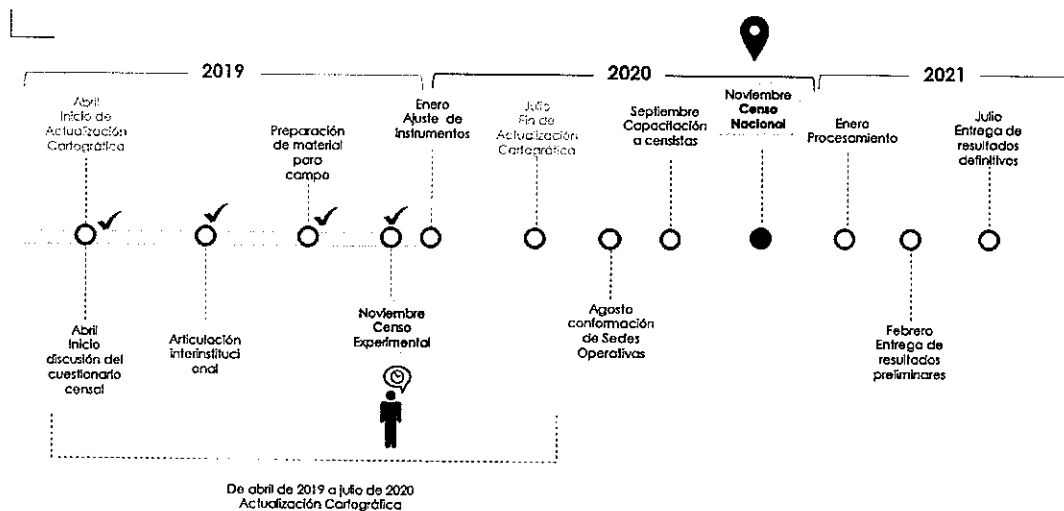 2019
2020
2021
Abril
Inicio de
Actualización
Cartográfica
Preparación
de material
para
campo
Enero
Ajuste de
Instrumentos
Julio
Fin de
Actualización
Cartográfica
Septiembre
Capacitación
a censistas
Noviembre
Censo
Nacional
Enero
Procesamiento
Julio
Entrega de
resultados
definitivos
Abril
Inicio
discusión del
cuestionario
censal
Articulación
interinstituci
onal
Noviembre
Censo
Experimental
Agosto
conformación
de Sedes
Operativas
Febrero
Entrega de
resultados
preliminares
De abril de 2019 a julio de 2020
Actualización Cartográfica